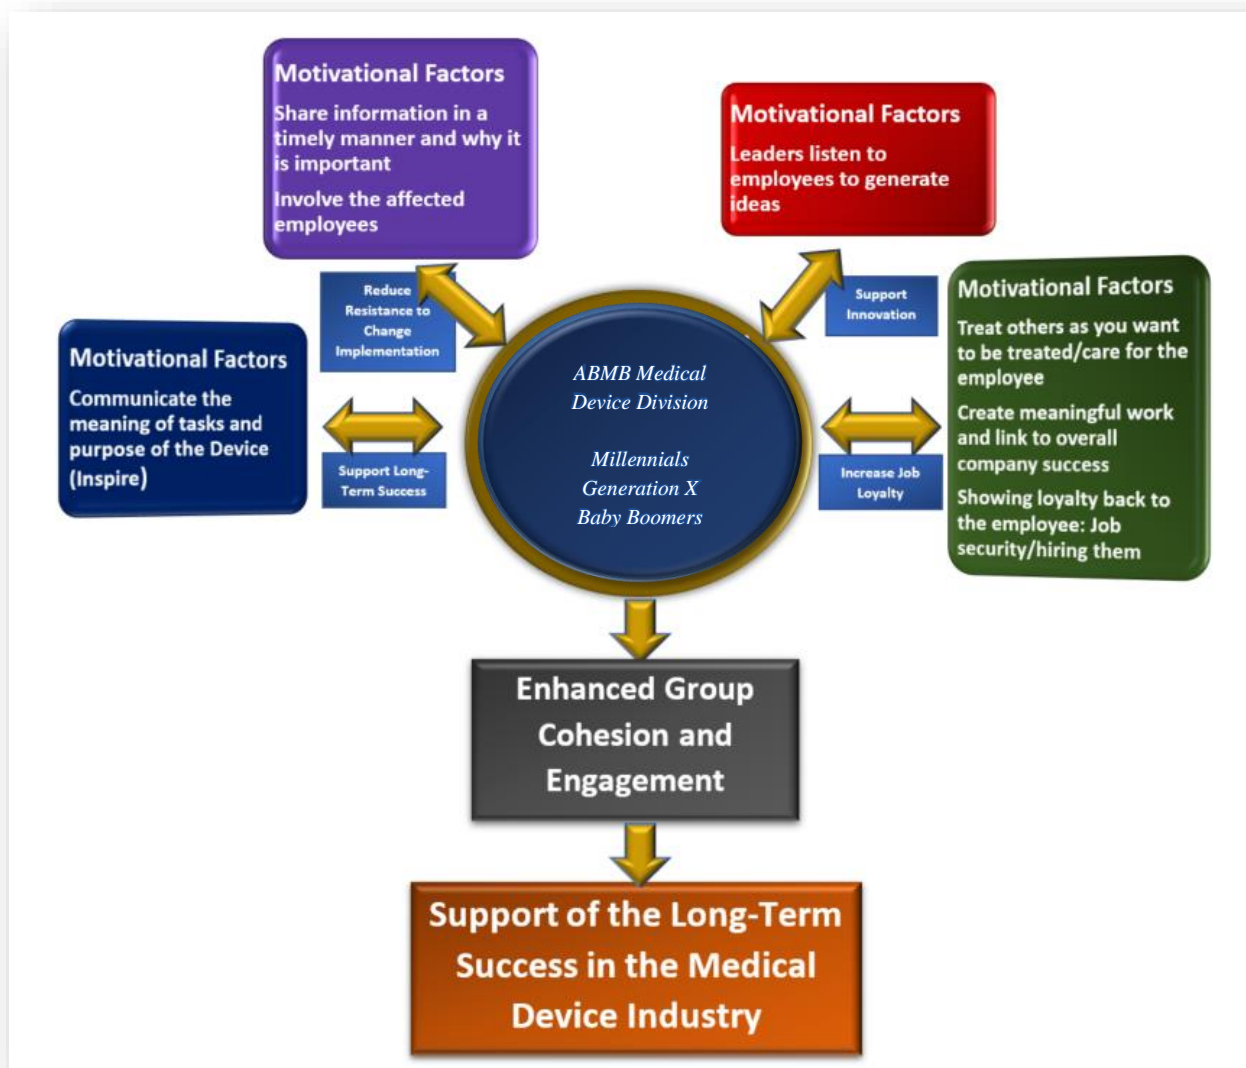 Motivational Factors
Share information in a
timely manner and why it
is important
Involve the affected
employees
Motivational Factors
Leaders listen to
employees to generate
ideas
Reduce
Resistance to
Change
Implementation
Support
Innovation
Motivational Factors
Treat others as you want
to be treated/care for the
employee
Create meaningful work
and link to overall
company success
Showing loyalty back to
the employee: Job
security/hiring them
Motivational Factors
Communicate the
meaning of tasks and
purpose of the Device
(Inspire)
Support Long-
Term Success
ABMB Medical
Device Division
Millennials
Generation X
Baby Boomers
Increase Job
Loyalty
Enhanced Group
Cohesion and
Engagement
Support of the Long-Term
Success in the Medical
Device Industry